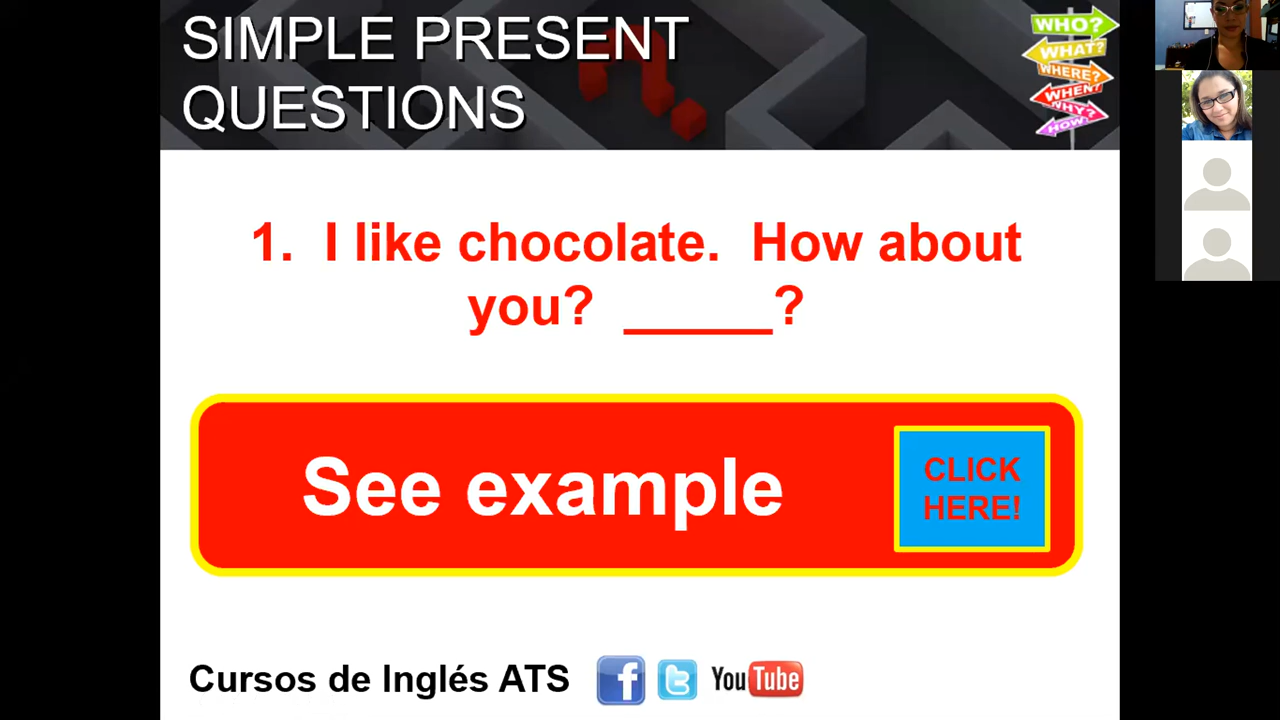 SIMPLE PRESENT
QUESTIONS
WHO?
WHAT?
WHERE?
WHEN?
WHY?
HOW
1. I like chocolate. How about
you? _____?
See example
CLICK
HERE!
Cursos de Inglés ATS
f
t
YouTube